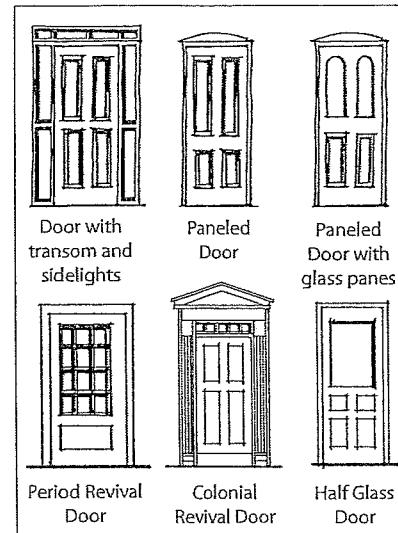 Door with
transom and
sidelights
Paneled
Door
Paneled
Door with
glass panes
Period Revival
Door
Colonial
Revival Door
Half Glass
Door